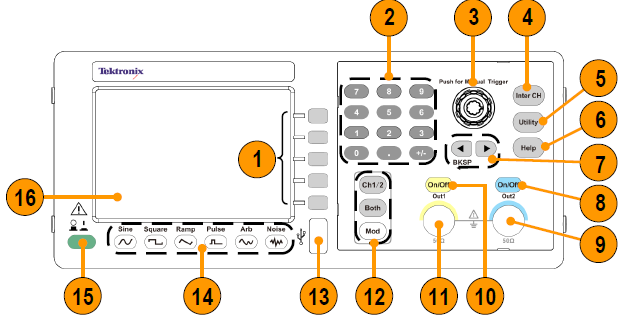 2
3
4
Tektronix
Push for Manual Trigger
7 8 9
Inter CH
5
4 5 6
Utility
1
1 2 3
6
Help
0 . +/-
◀ ▶
BKSP
7
16
Ch1/2
On/Off
On/Off
8
Out1
Out2
Both
Sine Square Ramp Pulse Arb Noise
Mod
9
50Ω
50Ω
15
14
13
12
11
10